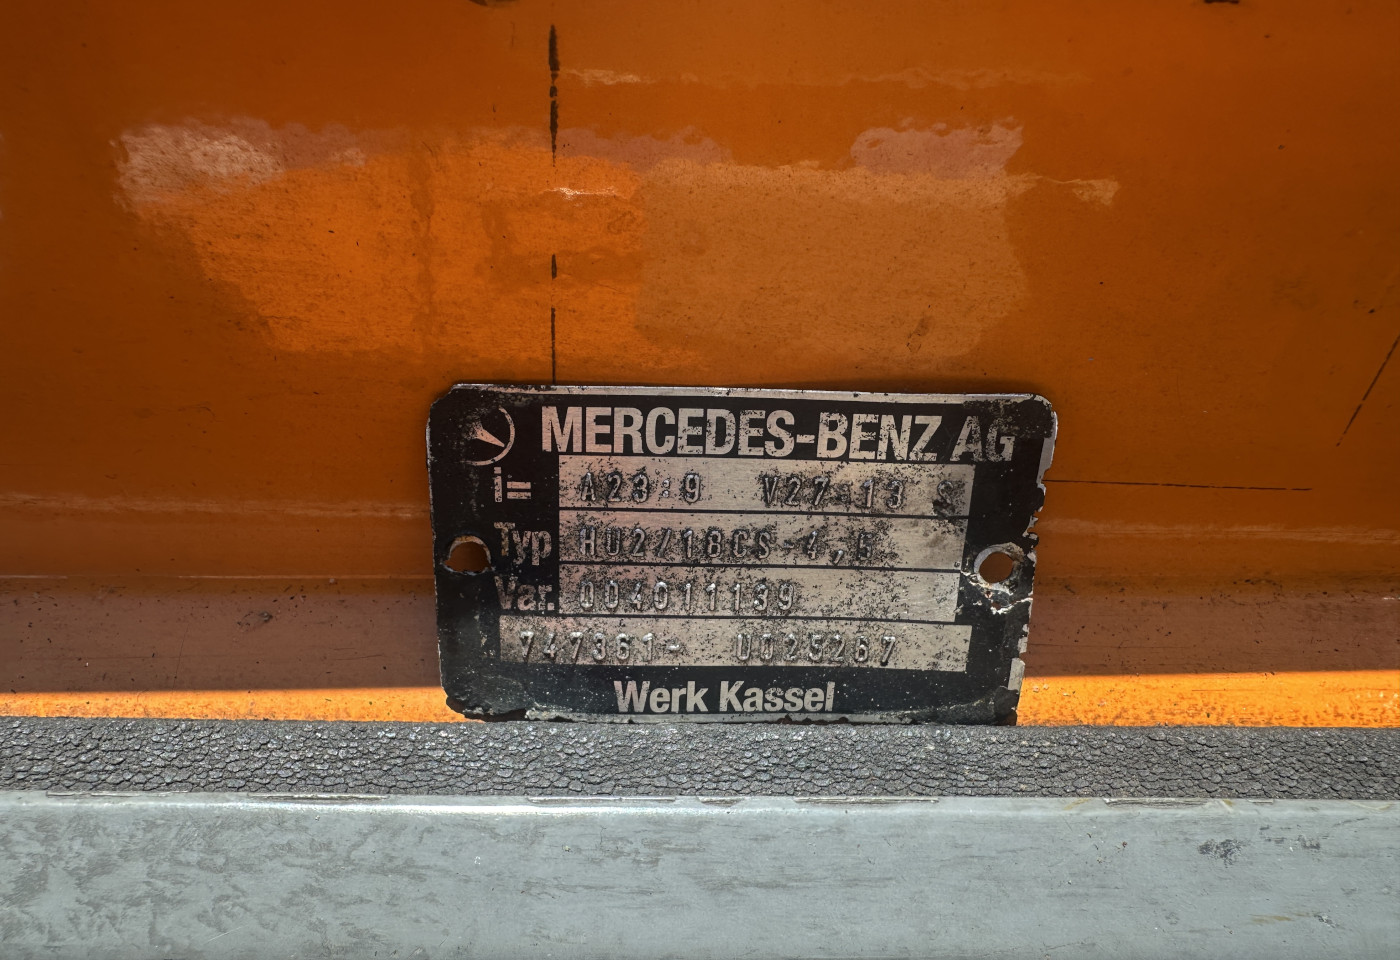 MERCEDES-BENZ AG
i= A23:9 V27:13 S
Typ HU2/18CS-4,5
Var. 004011139
747361- 0025267
Werk Kassel